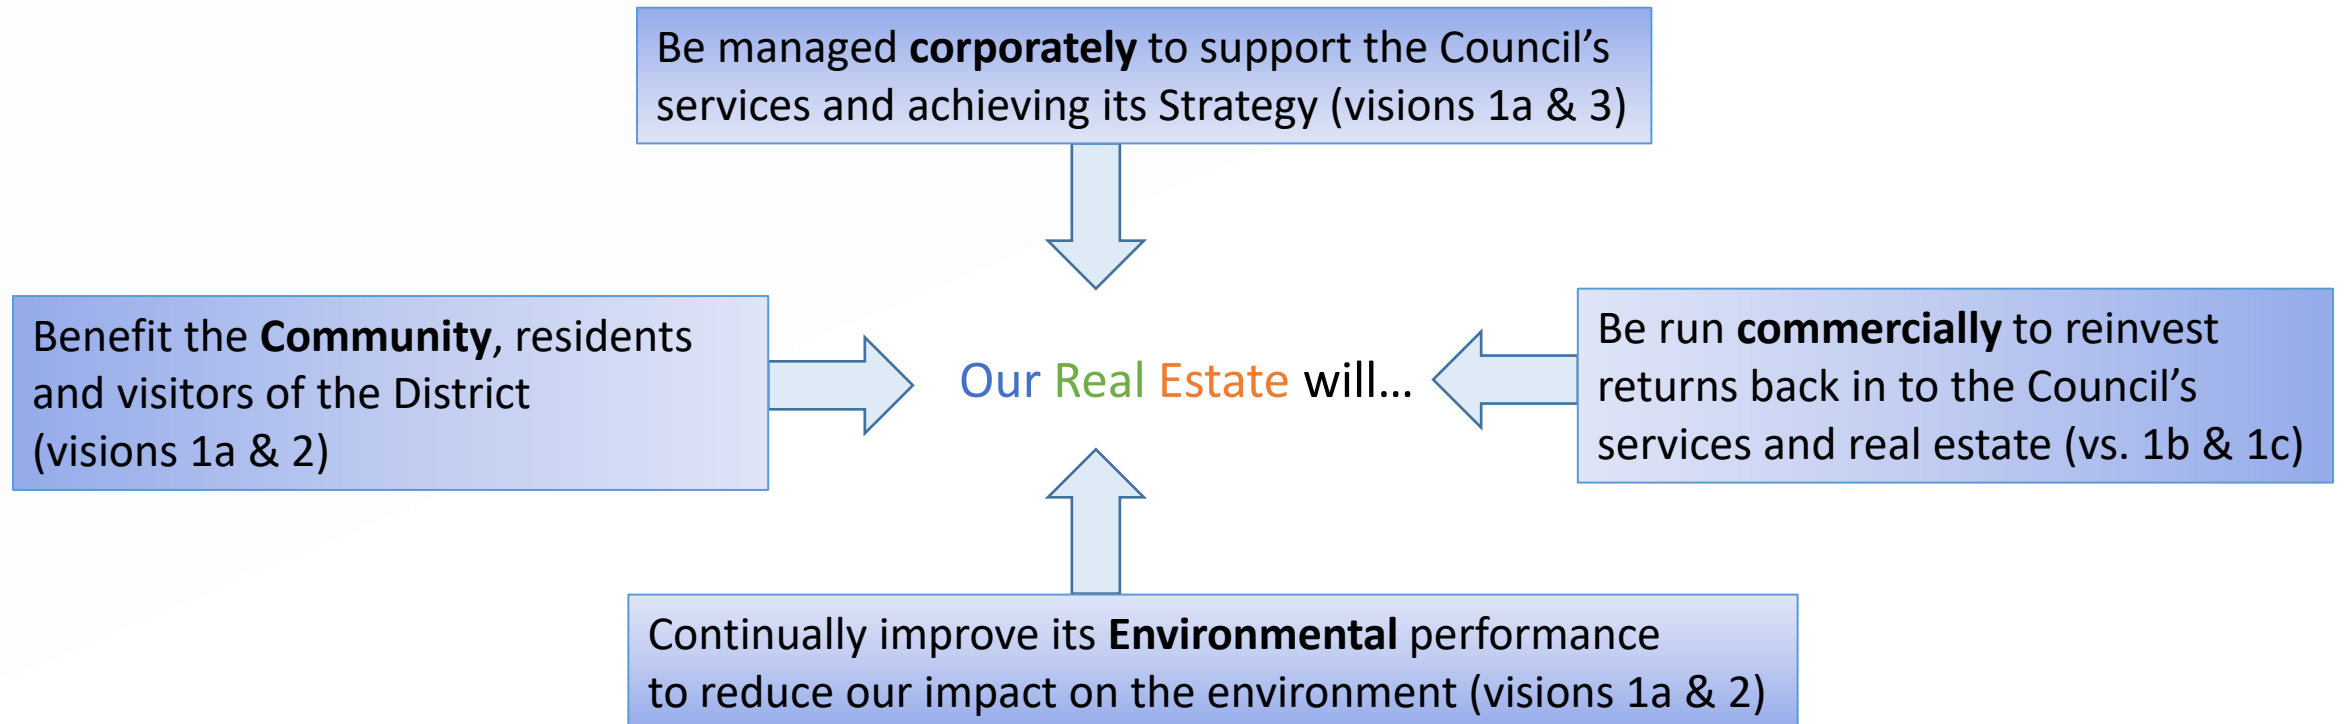 Be managed corporately to support the Council’s
services and achieving its Strategy (visions 1a & 3)
Benefit the Community, residents
and visitors of the District
(visions 1a & 2)
Our Real Estate will…
Be run commercially to reinvest
returns back in to the Council’s
services and real estate (vs. 1b & 1c)
Continually improve its Environmental performance
to reduce our impact on the environment (visions 1a & 2)